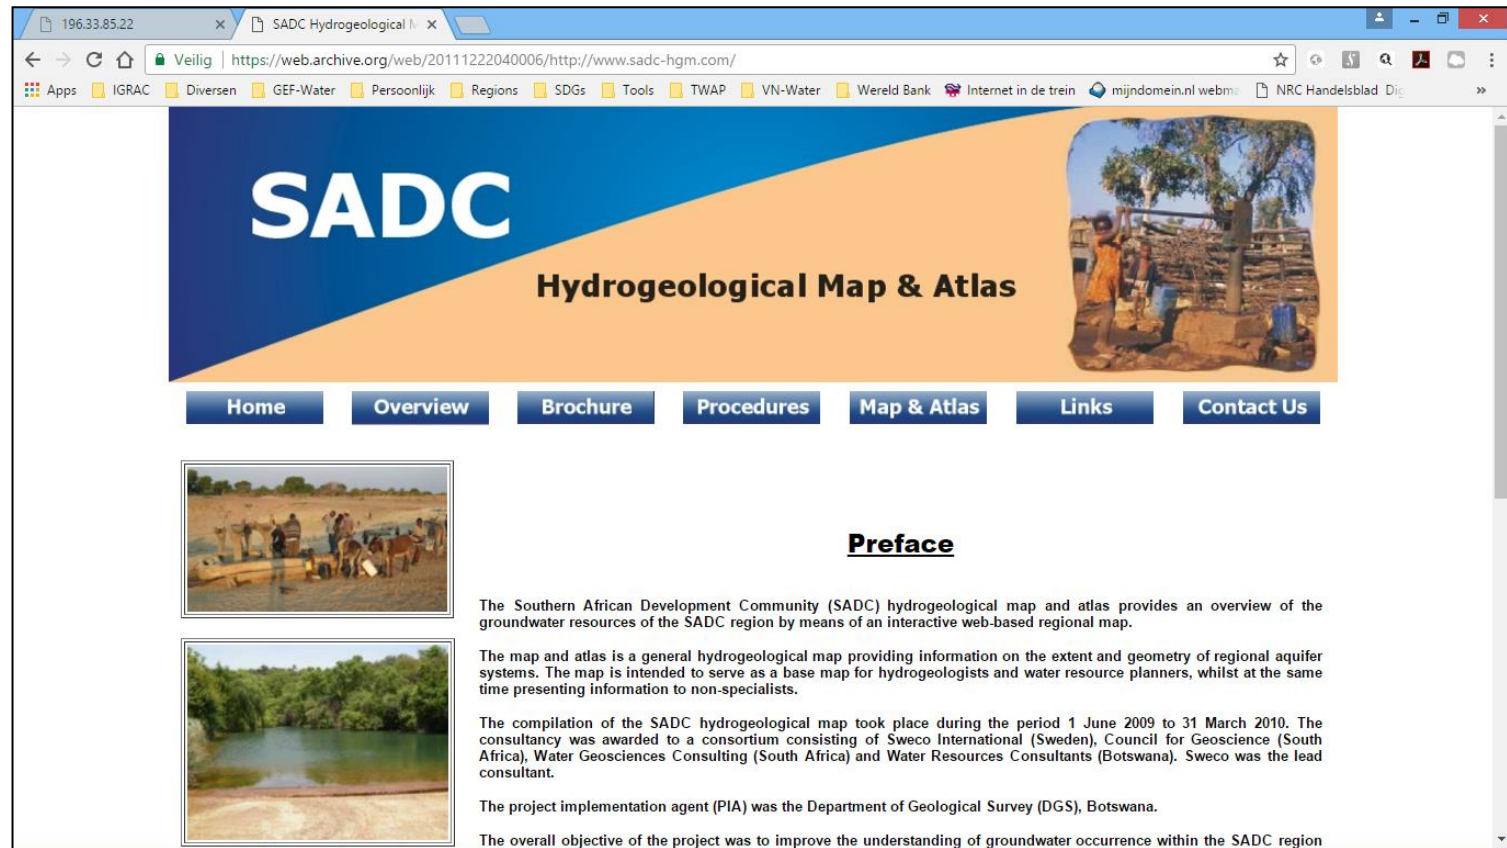 196.33.85.22
SADC Hydrogeological
Veilig | https://web.archive.org/web/20111222040006/http://www.sadc-hgm.com/
Apps IGRAC Diversen GEF-Water Persoonlijk Regions SDGs Tools TWAP VN-Water Wereld Bank Internet in de trein mijndomein.nl NRC Handelsblad »
SADC
Hydrogeological Map & Atlas
Home Overview Brochure Procedures Map & Atlas Links Contact Us
Preface
The Southern African Development Community (SADC) hydrogeological map and atlas provides an overview of the
groundwater resources of the SADC region by means of an interactive web-based regional map.
The map and atlas is a general hydrogeological map providing information on the extent and geometry of regional aquifer
systems. The map is intended to serve as a base map for hydrogeologists and water resource planners, whilst at the same
time presenting information to non-specialists.
The compilation of the SADC hydrogeological map took place during the period 1 June 2009 to 31 March 2010. The
consultancy was awarded to a consortium consisting of Sweco International (Sweden), Council for Geoscience (South
Africa), Water Geosciences Consulting (South Africa) and Water Resources Consultants (Botswana). Sweco was the lead
consultant.
The project implementation agent (PIA) was the Department of Geological Survey (DGS), Botswana.
The overall objective of the project was to improve the understanding of groundwater occurrence within the SADC region